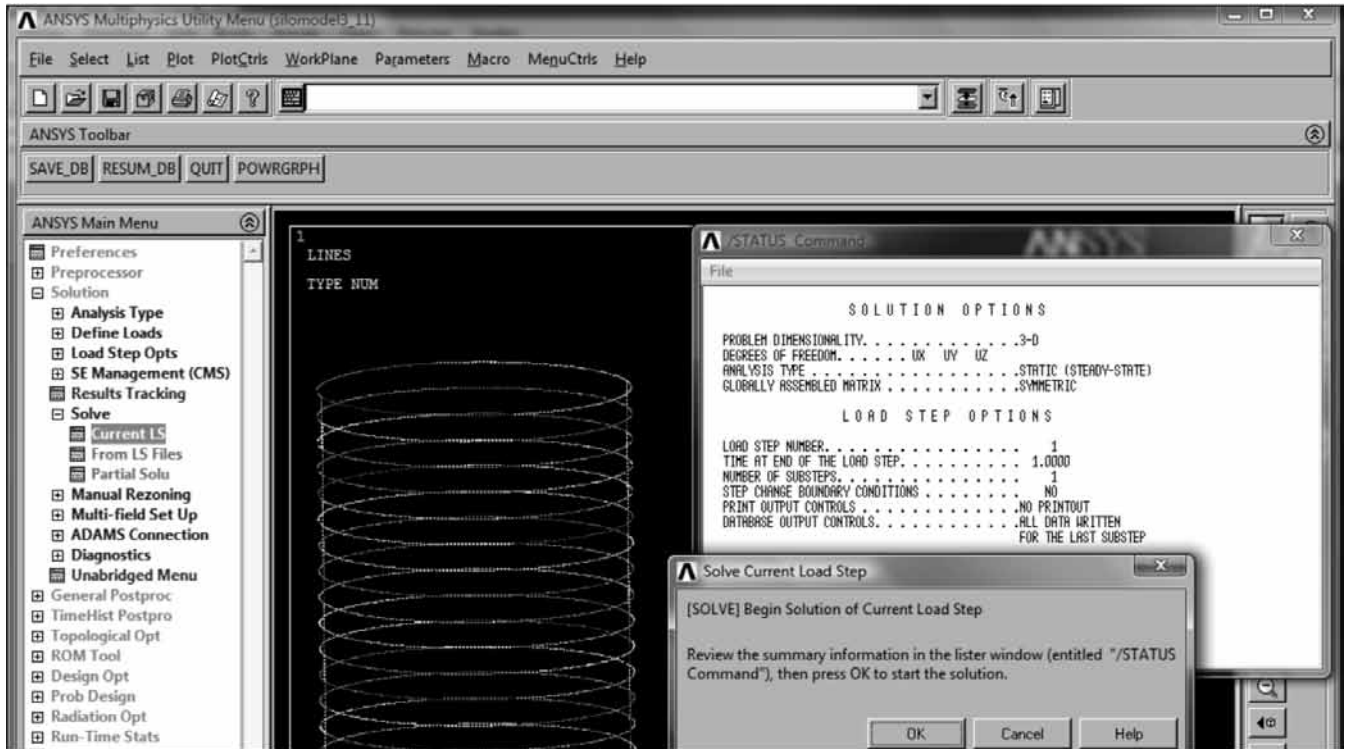 ANSYS Multiphysics Utility Menu (silomodel3_11)
File Select List Plot PlotCtrls WorkPlane Parameters Macro MenuCtrls Help
ANSYS Toolbar
SAVE_DB RESUM_DB QUIT POWRGRPH
ANSYS Main Menu
Preferences
Preprocessor
Solution
Analysis Type
Define Loads
Load Step Opts
SE Management (CMS)
Results Tracking
Solve
Current LS
From LS Files
Partial Solu
Manual Rezoning
Multi-field Set Up
ADAMS Connection
Diagnostics
Unabridged Menu
General Postproc
TimeHist Postpro
Topological Opt
ROM Tool
Design Opt
Prob Design
Radiation Opt
Run-Time Stats
1
LINES
TYPE NUM
/STATUS Command
ANSYS
File
SOLUTION OPTIONS
PROBLEM DIMENSIONALITY. . . . . . . . . . . . .3-D
DEGREES OF FREEDOM. . . . . . UX UY UZ
ANALYSIS TYPE . . . . . . . . . . . . . . . . . .STATIC (STEADY-STATE)
GLOBALLY ASSEMBLED MATRIX . . . . . . . . . . .SYMMETRIC
LOAD STEP OPTIONS
LOAD STEP NUMBER. . . . . . . . . . . . . . . . 1
TIME AT END OF THE LOAD STEP. . . . . . . . . . 1.0000
NUMBER OF SUBSTEPS. . . . . . . . . . . . . . . 1
STEP CHANGE BOUNDARY CONDITIONS . . . . . . . . NO
PRINT OUTPUT CONTROLS . . . . . . . . . . . . .NO PRINTOUT
DATABASE OUTPUT CONTROLS. . . . . . . . . . . .ALL DATA WRITTEN
FOR THE LAST SUBSTEP
Solve Current Load Step
[SOLVE] Begin Solution of Current Load Step
Review the summary information in the lister window (entitled "/STATUS
Command"), then press OK to start the solution.
OK Cancel Help